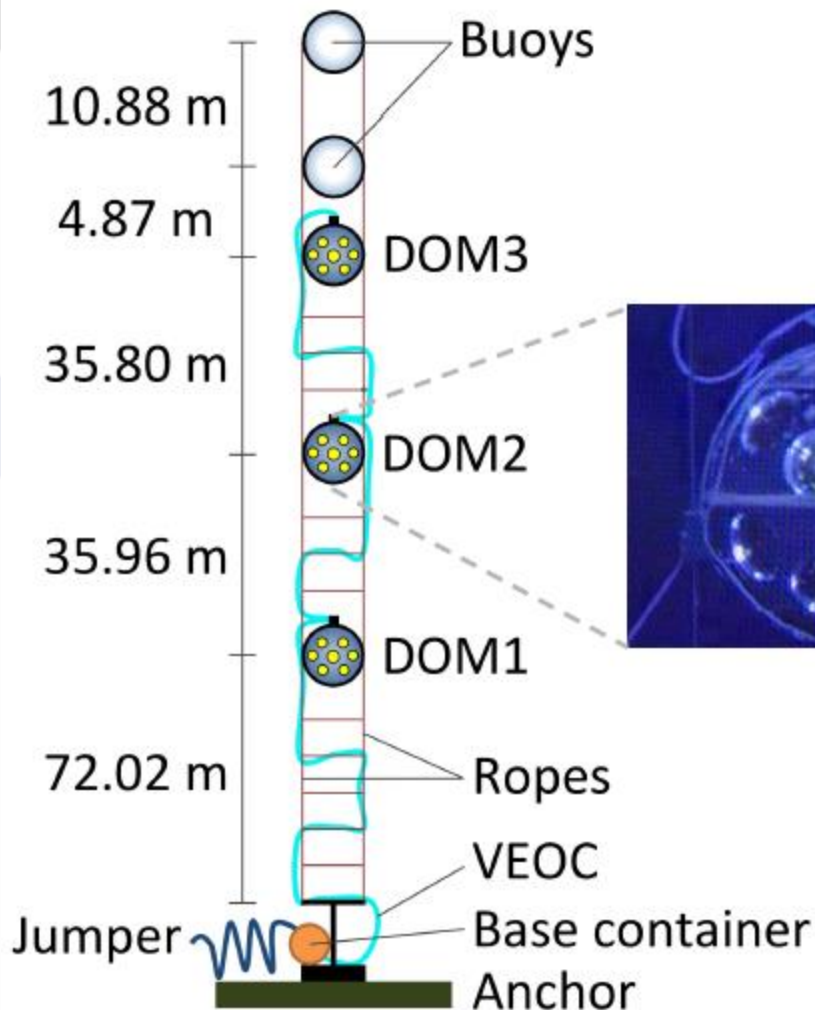 Buoys
10.88 m
4.87 m
DOM3
35.80 m
DOM2
35.96 m
DOM1
72.02 m
Ropes
VEOC
Jumper
Base container
Anchor